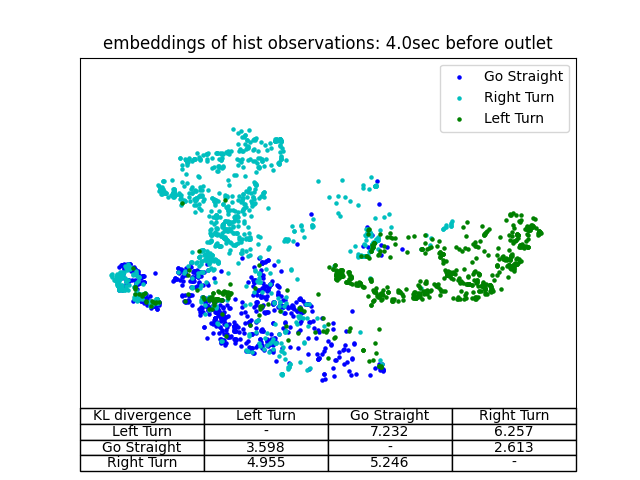 embeddings of hist observations: 4.0sec before outlet
Go Straight
Right Turn
Left Turn
KL divergence Left Turn Go Straight Right Turn
Left Turn - 7.232 6.257
Go Straight 3.598 - 2.613
Right Turn 4.955 5.246 -